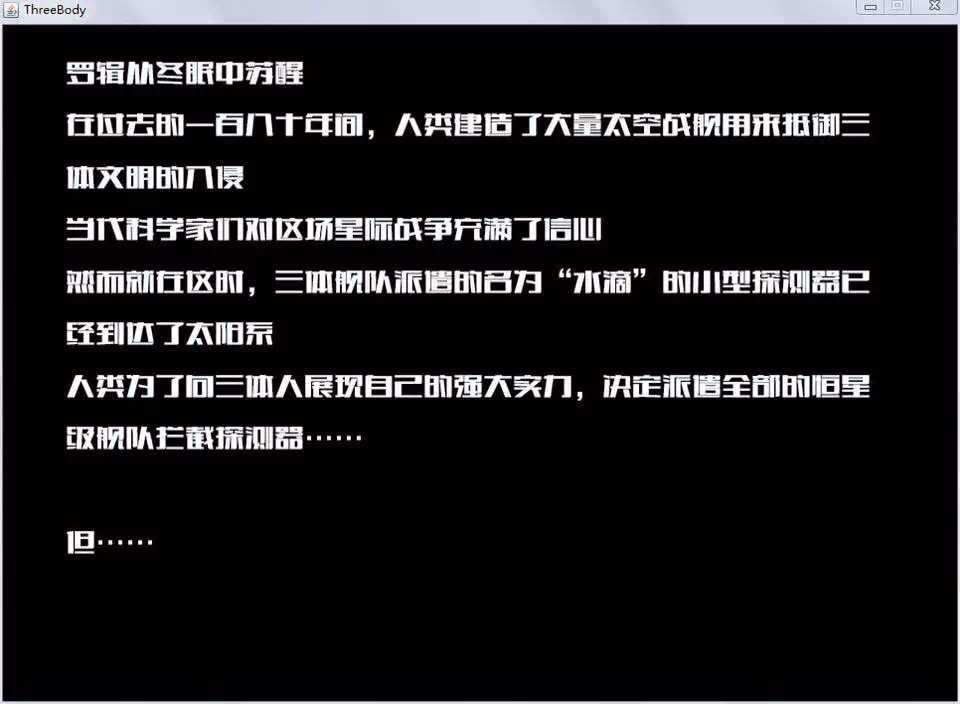 ThreeBody
罗辑从冬眠中苏醒
在过去的一百八十年间，人类建造了大量太空战舰用来抵御三
体文明的入侵
当代科学家们对这场星际战争充满了信心
然而就在这时，三体舰队派遣的名为“水滴”的小型探测器已
经到达了太阳系
人类为了向三体人展现自己的强大实力，决定派遣全部的恒星
级舰队拦截探测器……
但……